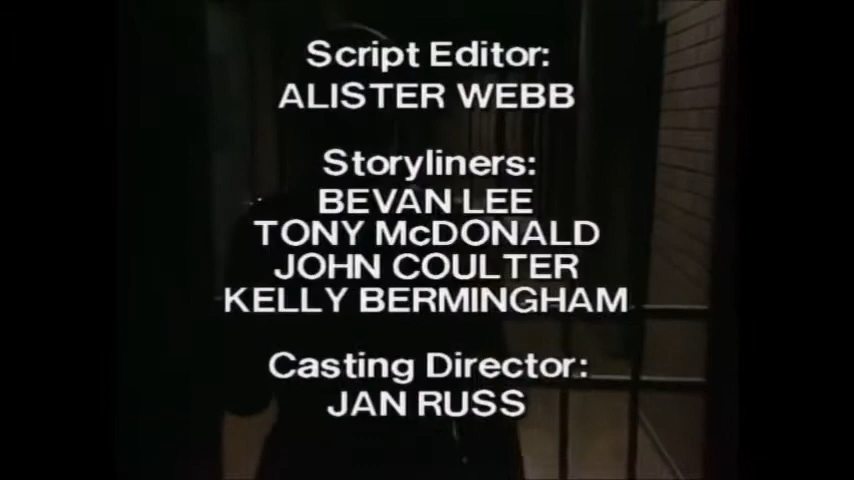 Script Editor:
ALISTER WEBB
Storyliners:
BEVAN LEE
TONY McDONALD
JOHN COULTER
KELLY BERMINGHAM
Casting Director:
JAN RUSS